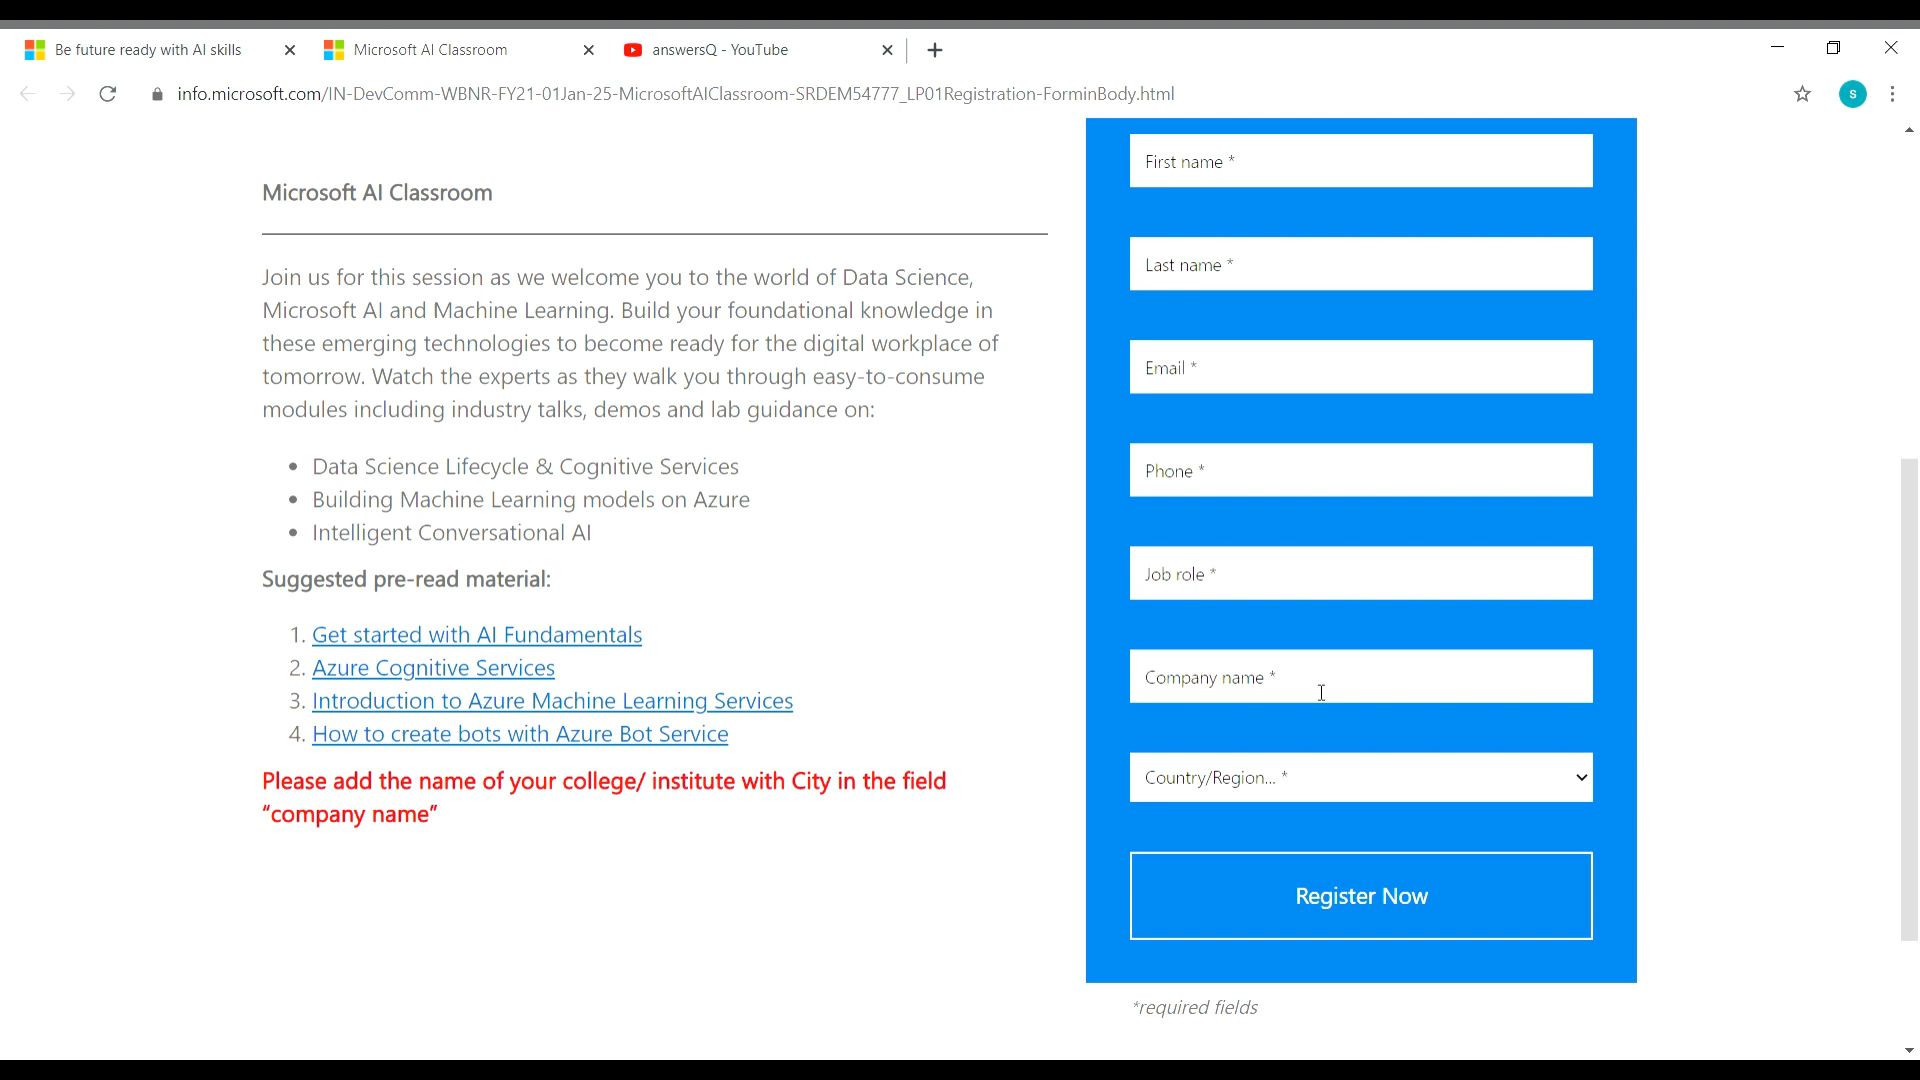 Be future ready with AI skills
Microsoft AI Classroom
answersQ - YouTube
info.microsoft.com/IN-DevComm-WBNR-FY21-01Jan-25-MicrosoftAIClassroom-SRDEM54777_LP01Registration-ForminBody.html
s
Microsoft AI Classroom
Join us for this session as we welcome you to the world of Data Science,
Microsoft AI and Machine Learning. Build your foundational knowledge in
these emerging technologies to become ready for the digital workplace of
tomorrow. Watch the experts as they walk you through easy-to-consume
modules including industry talks, demos and lab guidance on:
• Data Science Lifecycle & Cognitive Services
• Building Machine Learning models on Azure
• Intelligent Conversational AI
Suggested pre-read material:
1. Get started with AI Fundamentals
2. Azure Cognitive Services
3. Introduction to Azure Machine Learning Services
4. How to create bots with Azure Bot Service
Please add the name of your college/ institute with City in the field
“company name”
First name *
Last name *
Email *
Phone *
Job role *
Company name *
Country/Region... *
Register Now
*required fields